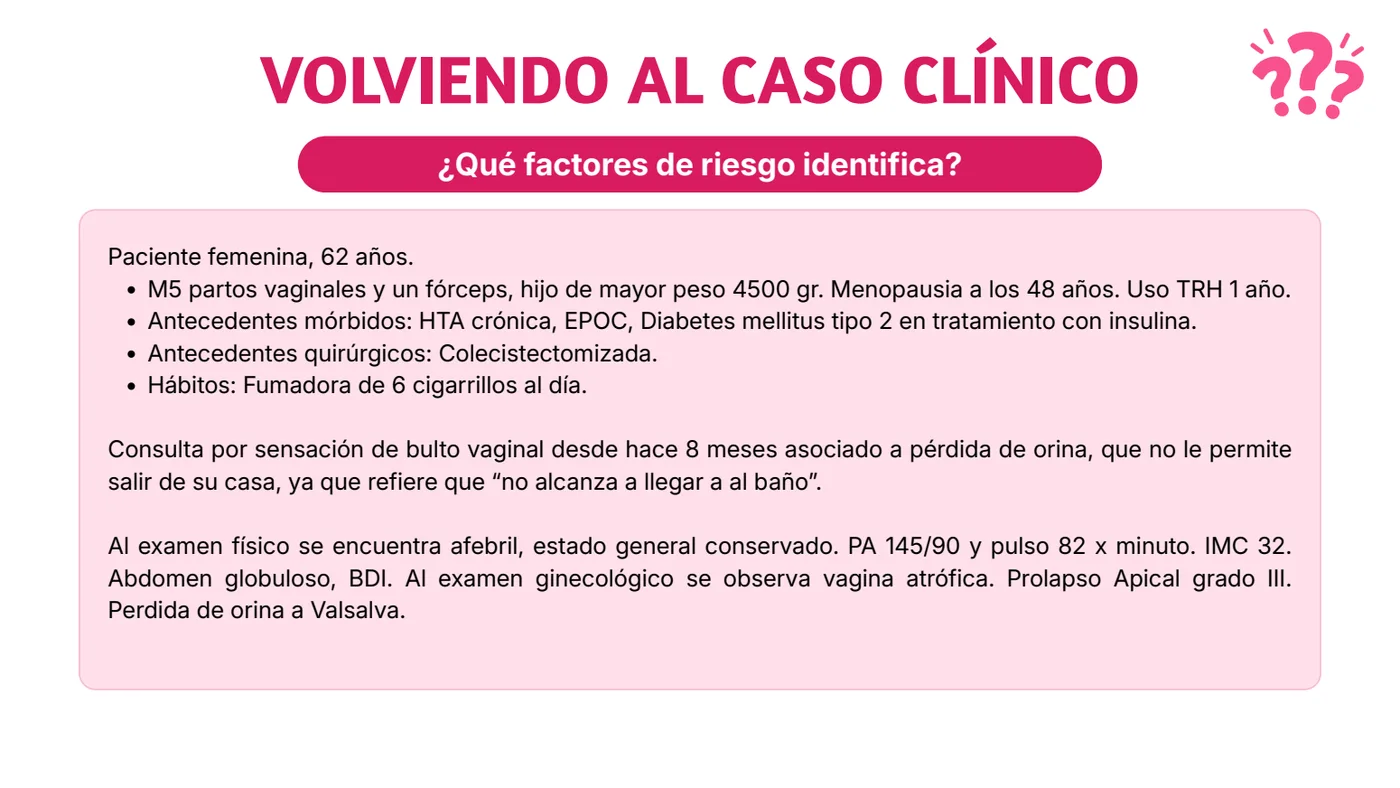 VOLVIENDO AL CASO CLÍNICO
???
¿Qué factores de riesgo identifica?
Paciente femenina, 62 años.
• M5 partos vaginales y un fórceps, hijo de mayor peso 4500 gr. Menopausia a los 48 años. Uso TRH 1 año.
• Antecedentes mórbidos: HTA crónica, EPOC, Diabetes mellitus tipo 2 en tratamiento con insulina.
• Antecedentes quirúrgicos: Colecistectomizada.
• Hábitos: Fumadora de 6 cigarrillos al día.
Consulta por sensación de bulto vaginal desde hace 8 meses asociado a pérdida de orina, que no le permite
salir de su casa, ya que refiere que “no alcanza a llegar a al baño”.
Al examen físico se encuentra afebril, estado general conservado. PA 145/90 y pulso 82 x minuto. IMC 32.
Abdomen globuloso, BDI. Al examen ginecológico se observa vagina atrófica. Prolapso Apical grado III.
Perdida de orina a Valsalva.